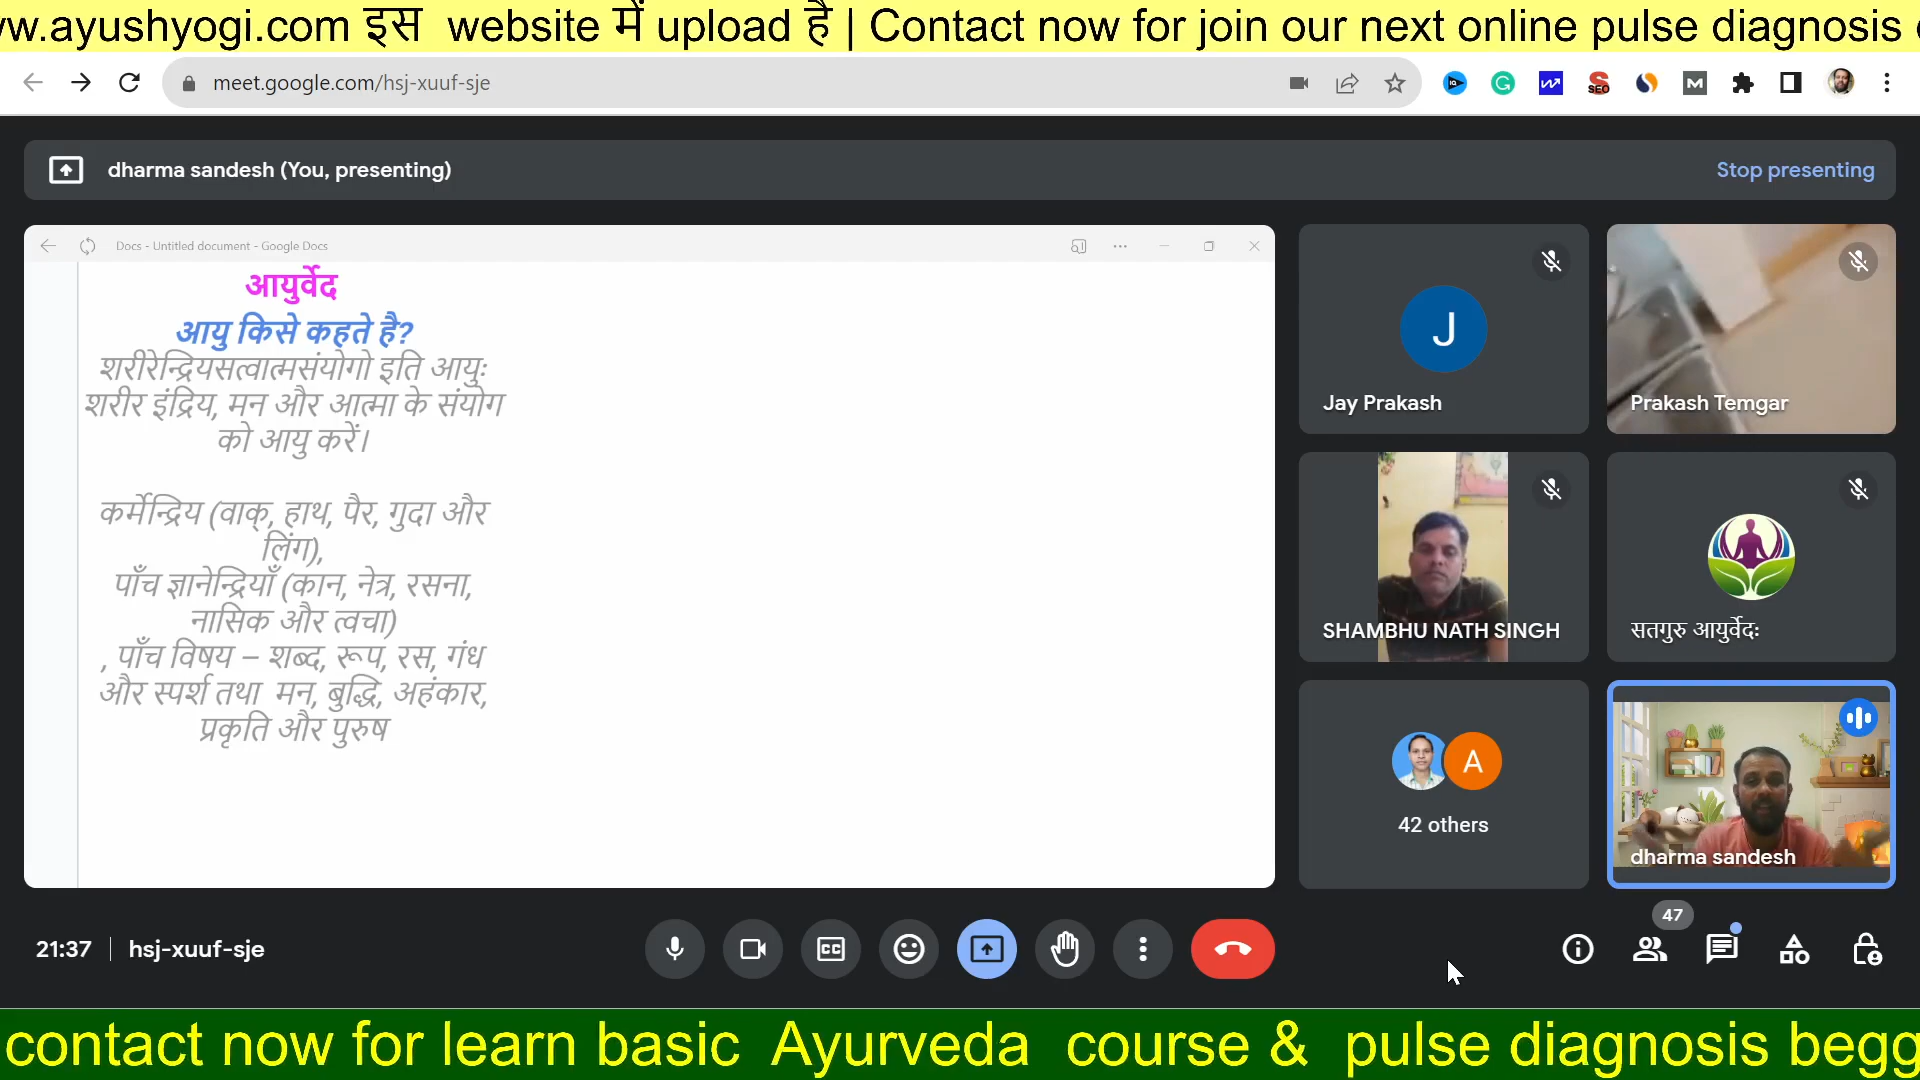 w.ayushyogi.com इस website में upload है | Contact now for join our next online pulse diagnosis
meet.google.com/hsj-xuuf-sje
dharma sandesh (You, presenting)
Stop presenting
Docs - Untitled document - Google Docs
आयुर्वेद
आयु किसे कहते है?
शरीरेन्द्रियसत्वात्मसंयोगो इति आयुः
शरीर इंद्रिय, मन और आत्मा के संयोग
को आयु करें।
कर्मेन्द्रिय (वाक्, हाथ, पैर, गुदा और
लिंग),
पाँच ज्ञानेन्द्रियाँ (कान, नेत्र, रसना,
नासिक और त्वचा)
, पाँच विषय – शब्द, रूप, रस, गंध
और स्पर्श तथा मन, बुद्धि, अहंकार,
प्रकृति और पुरुष
J
Jay Prakash
Prakash Temgar
SHAMBHU NATH SINGH
सतगुरु आयुर्वेदः
A
42 others
dharma sandesh
21:37 | hsj-xuuf-sje
CC
47
contact now for learn basic Ayurveda course & pulse diagnosis begg